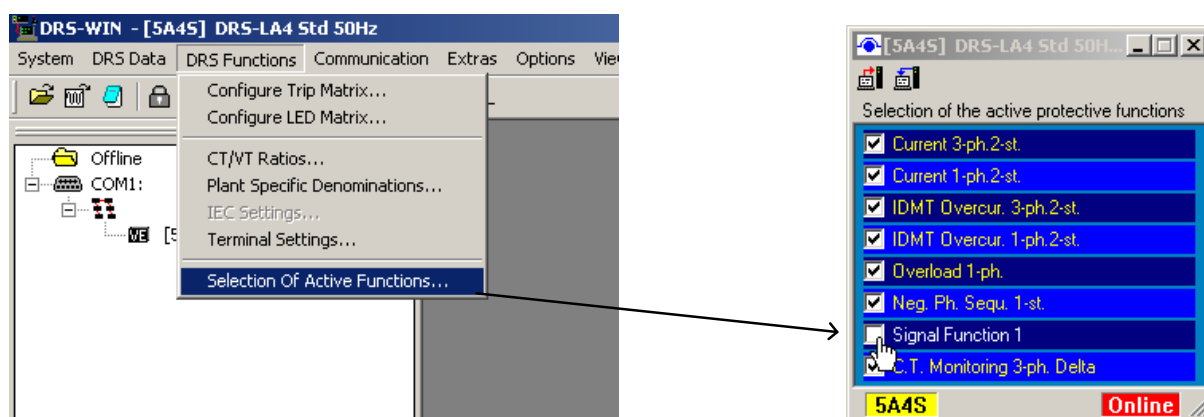 DRS-WIN - [5A4S] DRS-LA4 Std 50Hz
System DRS Data DRS Functions Communication Extras Options
Configure Trip Matrix...
Configure LED Matrix...
CT/VT Ratios...
Plant Specific Denominations...
IEC Settings...
Terminal Settings...
Selection Of Active Functions...
Offline
COM1:
VE [5
[5A4S] DRS-LA4 Std 50H...
Selection of the active protective functions
Current 3-ph.2-st.
Current 1-ph.2-st.
IDMT Overcur. 3-ph.2-st.
IDMT Overcur. 1-ph.2-st.
Overload 1-ph.
Neg. Ph. Sequ. 1-st.
Signal Function 1
C.T. Monitoring 3-ph. Delta
5A4S Online